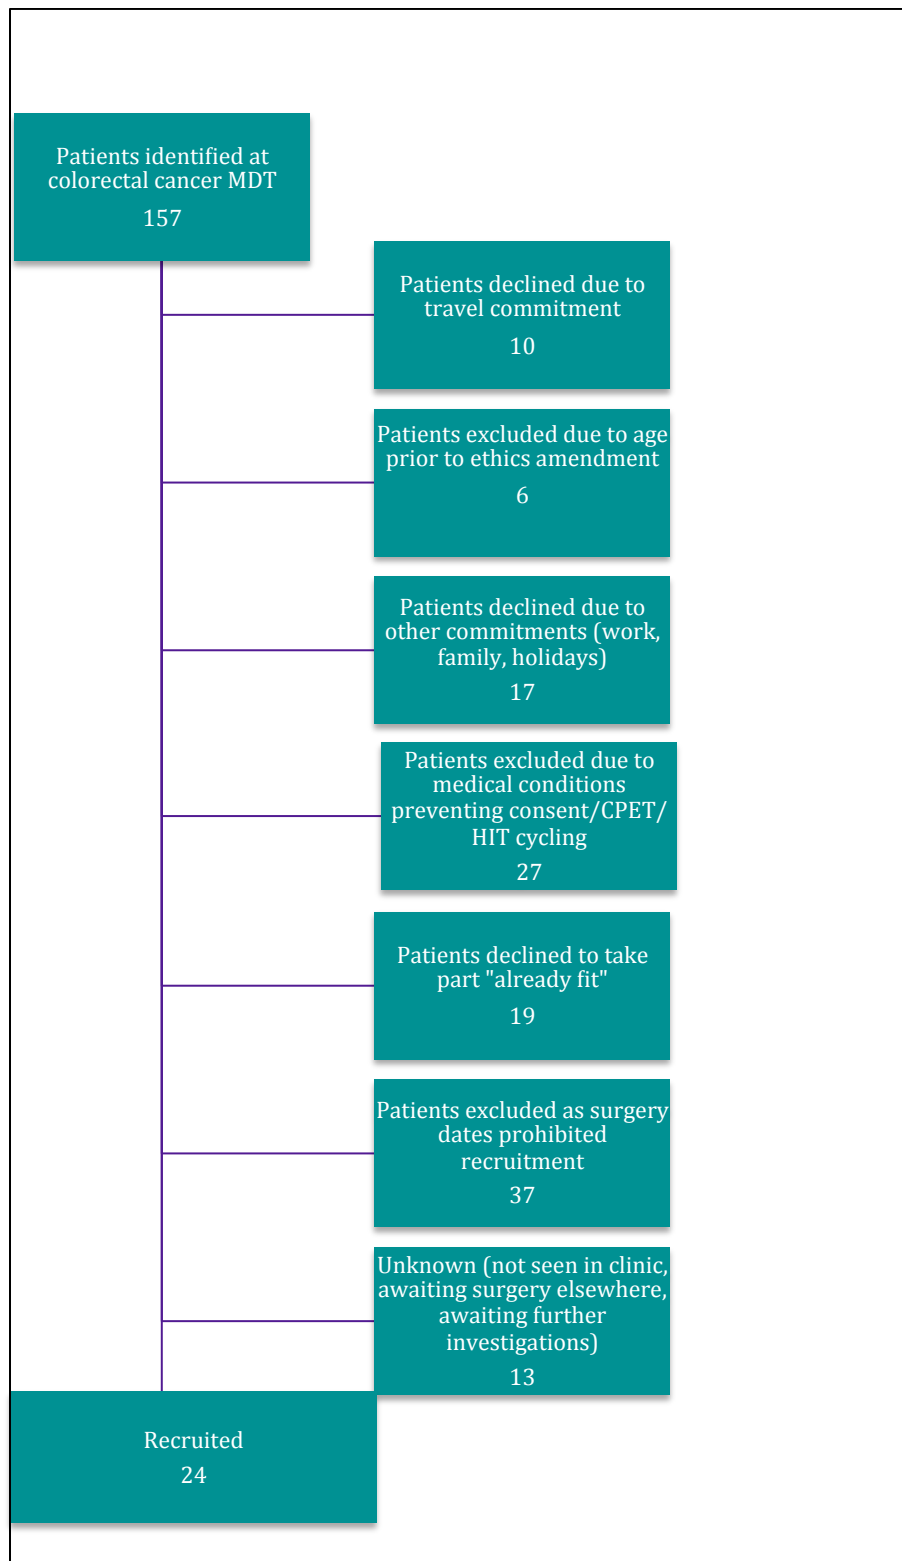 Patients identified at
colorectal cancer MDT
157
Patients declined due to
travel commitment
10
Patients excluded due to age
prior to ethics amendment
6
Patients declined due to
other commitments (work,
family, holidays)
17
Patients excluded due to
medical conditions
preventing consent/CPET/
HIT cycling
27
Patients declined to take
part "already fit"
19
Patients excluded as surgery
dates prohibited
recruitment
37
Unknown (not seen in clinic,
awaiting surgery elsewhere,
awaiting further
investigations)
13
Recruited
24